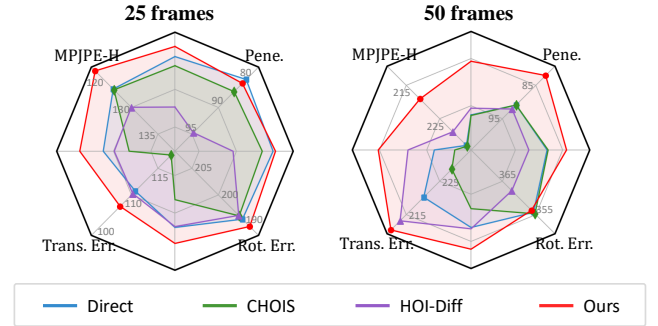 25 frames
50 frames
MPJPE-H
Pene.
MPJPE-H
Pene.
120
80
130
90
215
85
135
95
225
95
115
205
225
365
110
200
215
355
100
190
Trans. Err.
Rot. Err.
Trans. Err.
Rot. Err.
Direct
CHOIS
HOI-Diff
Ours